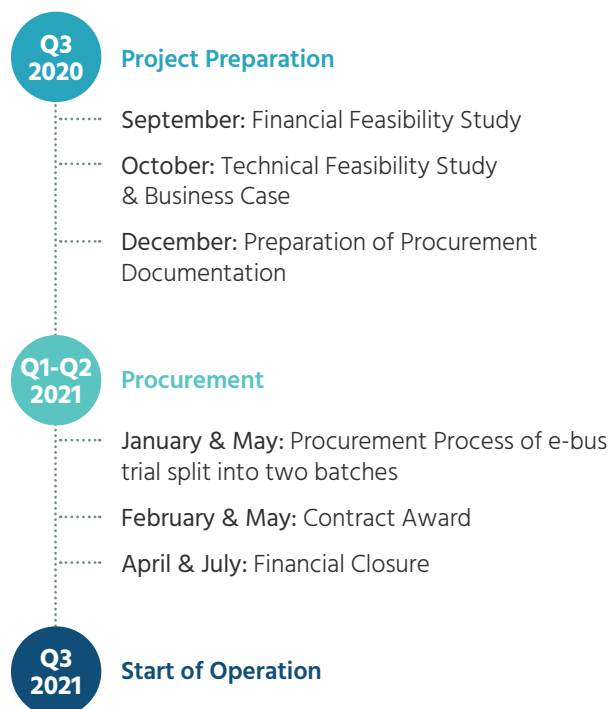 Q3
2020
Project Preparation
September: Financial Feasibility Study
October: Technical Feasibility Study
& Business Case
December: Preparation of Procurement
Documentation
Q1-Q2
2021
Procurement
January & May: Procurement Process of e-bus
trial split into two batches
February & May: Contract Award
April & July: Financial Closure
Q3
2021
Start of Operation